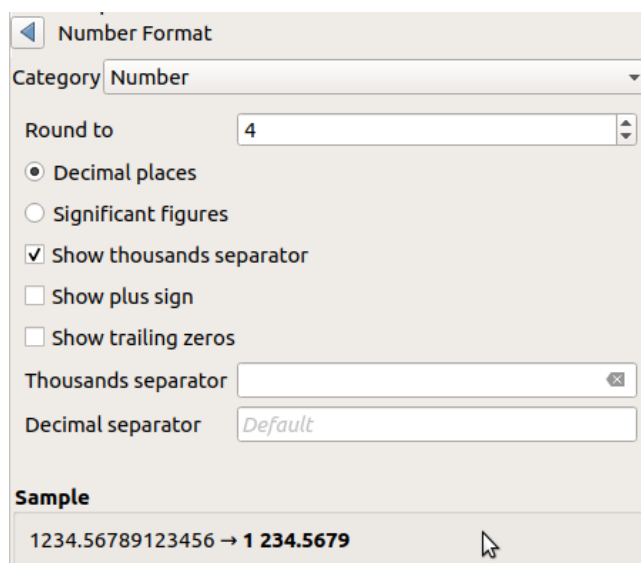 Number Format
Category Number
Round to 4
Decimal places
Significant figures
Show thousands separator
Show plus sign
Show trailing zeros
Thousands separator
Decimal separator Default
Sample
1234.56789123456 → 1 234.5679